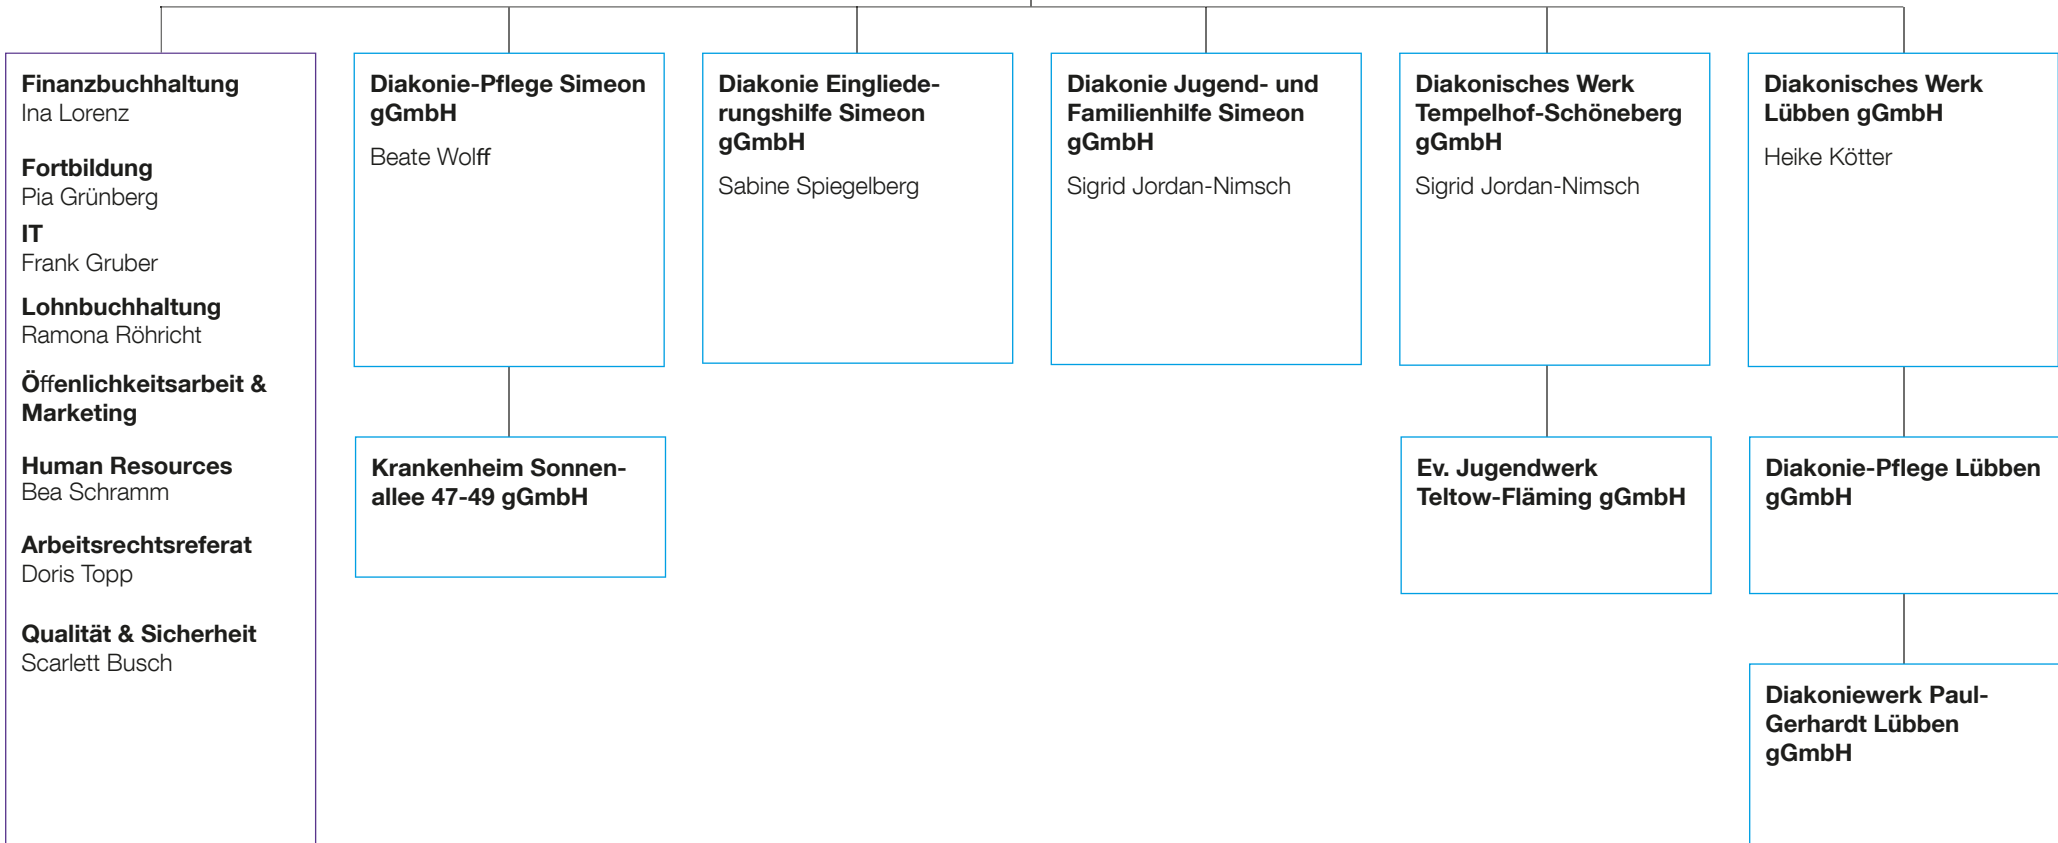 Finanzbuchhaltung
Ina Lorenz
Fortbildung
Pia Grünberg
IT
Frank Gruber
Lohnbuchhaltung
Ramona Röhricht
Öffenlichkeitsarbeit &
Marketing
Human Resources
Bea Schramm
Arbeitsrechtsreferat
Doris Topp
Qualität & Sicherheit
Scarlett Busch
Diakonie-Pflege Simeon
gGmbH
Beate Wolff
Krankenheim Sonnen-
allee 47-49 gGmbH
Diakonie Eingliede-
rungshilfe Simeon
gGmbH
Sabine Spiegelberg
Diakonie Jugend- und
Familienhilfe Simeon
gGmbH
Sigrid Jordan-Nimsch
Diakonisches Werk
Tempelhof-Schöneberg
gGmbH
Sigrid Jordan-Nimsch
Ev. Jugendwerk
Teltow-Fläming gGmbH
Diakonisches Werk
Lübben gGmbH
Heike Kötter
Diakonie-Pflege Lübben
gGmbH
Diakoniewerk Paul-
Gerhardt Lübben
gGmbH